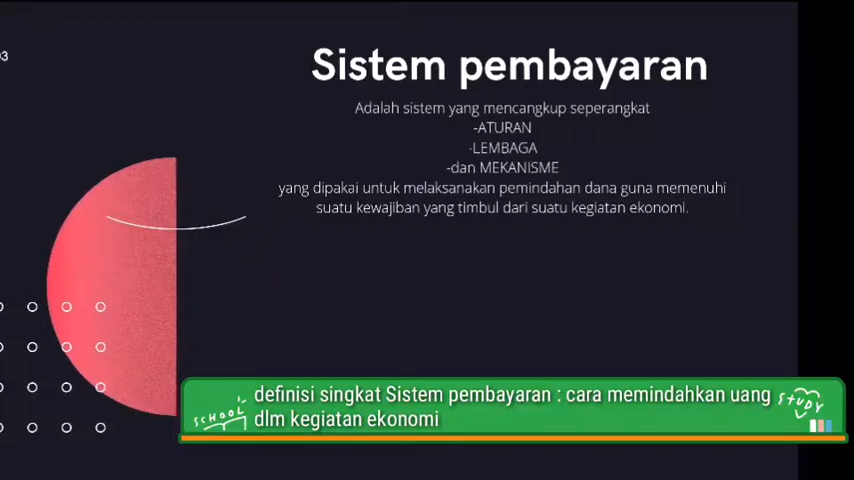 03
Sistem pembayaran
Adalah sistem yang mencangkup seperangkat
-ATURAN
-LEMBAGA
-dan MEKANISME
yang dipakai untuk melaksanakan pemindahan dana guna memenuhi
suatu kewajiban yang timbul dari suatu kegiatan ekonomi.
definisi singkat Sistem pembayaran : cara memindahkan uang
dlm kegiatan ekonomi
SCHOOL
STUDY